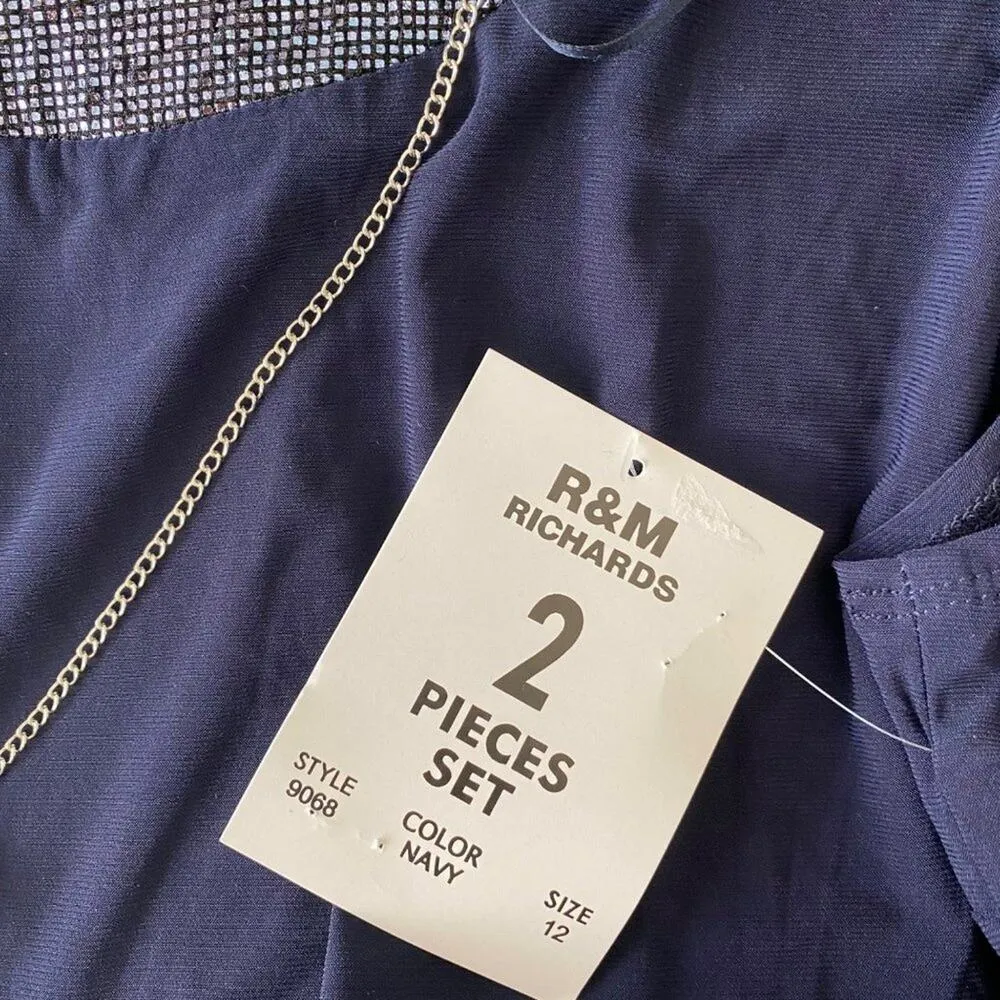 R&M
RICHARDS
2
PIECES
SET
STYLE
9068
COLOR
NAVY
SIZE
12